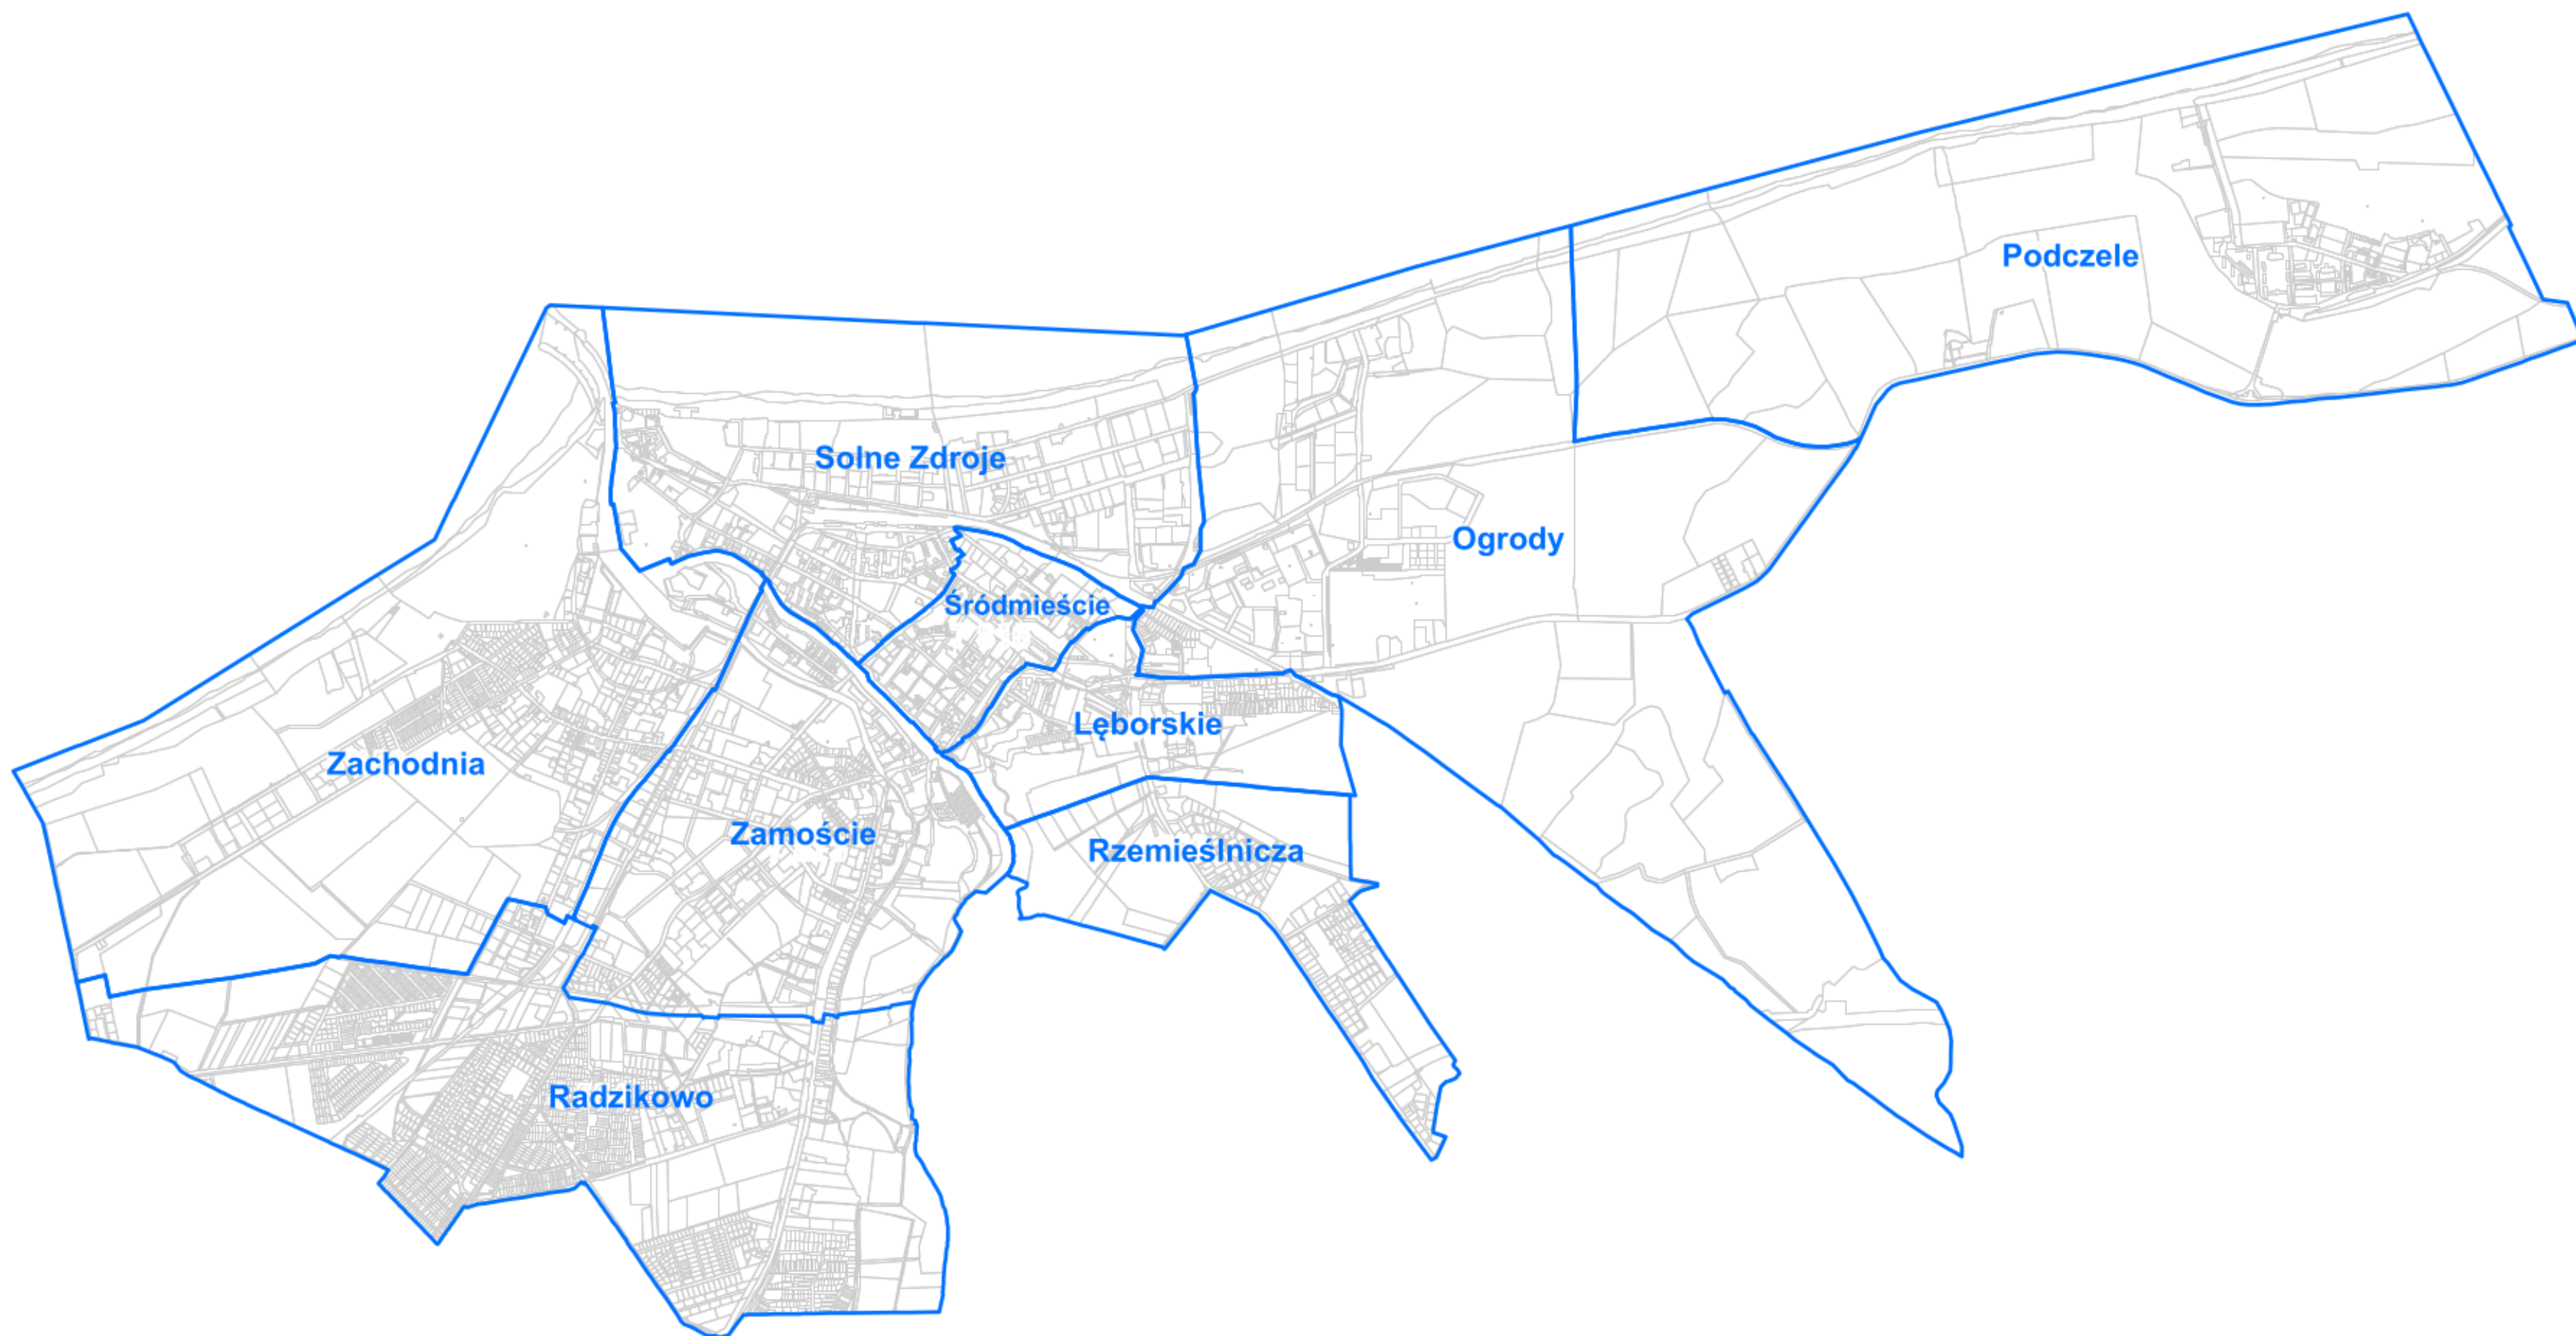 Podczele
Solne Zdroje
Ogrody
Śródmieście
Lęborskie
Zachodnia
Zamoście
Rzemieślnicza
Radzikowo